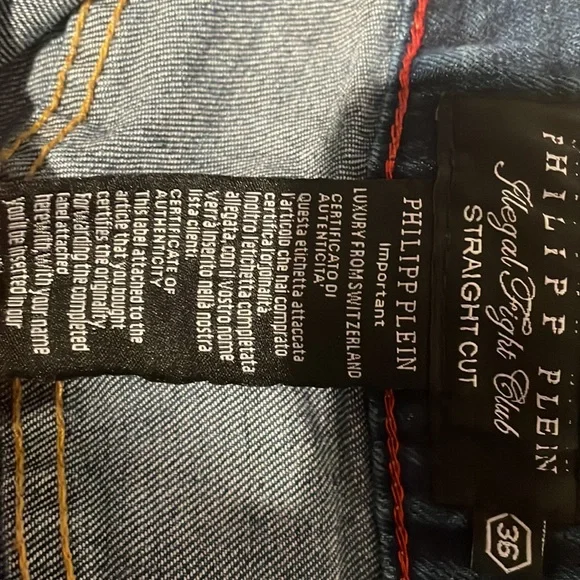 PHILIPP PLEIN
Illegal Fight Club
STRAIGHT CUT
36
PHILIPP PLEIN
Important
LUXURY FROM SWITZERLAND
CERTIFICATO DI
AUTENTICITA'
Questa etichetta attaccata
l'articolo che hai comprato
certifica l'originalità.
Inoltro l'etichetta completata
allegata con il vostro nome
verrà inserito nula nostra
lista clienti
CERTIFICATE OF
AUTHENTICITY
This label attached to the
article that you bought
certifies the originality.
For warding the completed
label attached
herewith, with your name
you'll be inserted in our